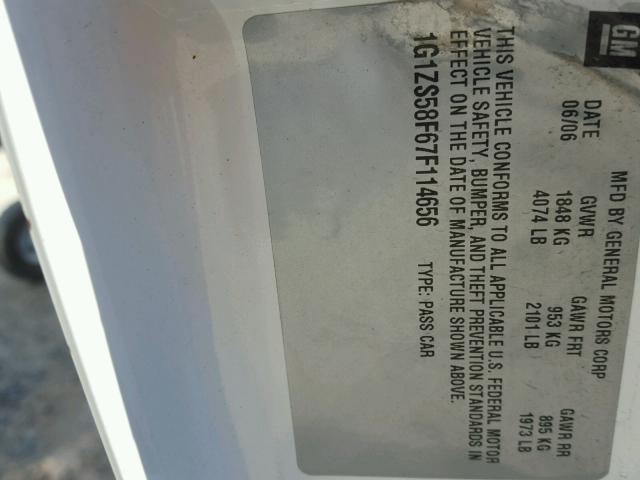 GM
MFD BY GENERAL MOTORS CORP
DATE GVWR GAWR FRT GAWR RR
06/06 1848 KG 953 KG 895 KG
4074 LB 2101 LB 1973 LB
THIS VEHICLE CONFORMS TO ALL APPLICABLE U.S. FEDERAL MOTOR
VEHICLE SAFETY, BUMPER, AND THEFT PREVENTION STANDARDS IN
EFFECT ON THE DATE OF MANUFACTURE SHOWN ABOVE.
1G1ZS58F67F114656 TYPE: PASS CAR